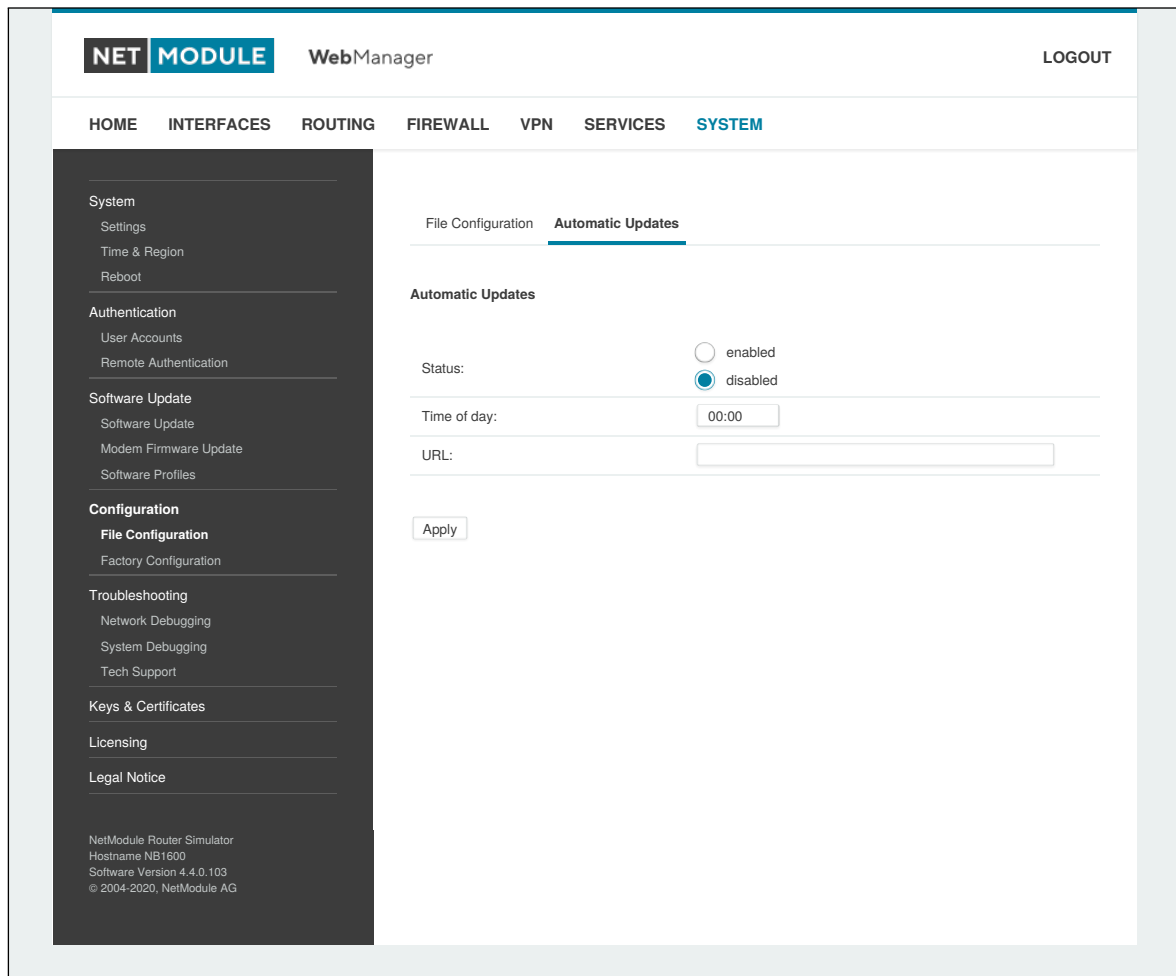 NET MODULE WebManager LOGOUT
HOME INTERFACES ROUTING FIREWALL VPN SERVICES SYSTEM
System
Settings
Time & Region
Reboot
Authentication
User Accounts
Remote Authentication
Software Update
Software Update
Modem Firmware Update
Software Profiles
Configuration
File Configuration
Factory Configuration
Troubleshooting
Network Debugging
System Debugging
Tech Support
Keys & Certificates
Licensing
Legal Notice
NetModule Router Simulator
Hostname NB1600
Software Version 4.4.0.103
© 2004-2020, NetModule AG
File Configuration Automatic Updates
Automatic Updates
Status:
enabled
disabled
Time of day: 00:00
URL:
Apply